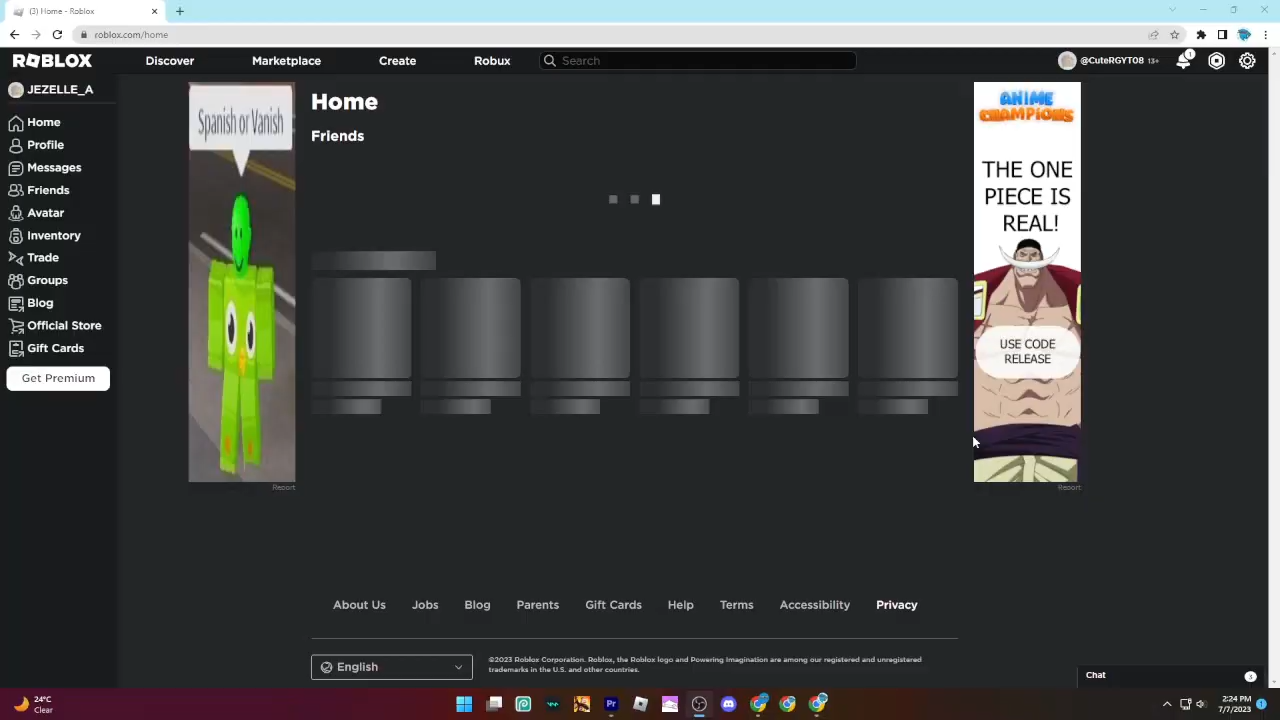 (3) Home - Roblox
roblox.com/home
ROBLOX
Discover
Marketplace
Create
Robux
Search
@CuteRGYT08 13+
1
JEZELLE_A
Home
Profile
Messages
Friends
Avatar
Inventory
Trade
Groups
Blog
Official Store
Gift Cards
Get Premium
Spanish or Vanish
Report
Home
Friends
ANIME
CHAMPIONS
THE ONE
PIECE IS
REAL!
USE CODE
RELEASE
Report
About Us
Jobs
Blog
Parents
Gift Cards
Help
Terms
Accessibility
Privacy
English
©2023 Roblox Corporation. Roblox, the Roblox logo and Powering Imagination are among our registered and unregistered
trademarks in the U.S. and other countries.
Chat
3
24°C
Clear
Pr
2:24 PM
7/7/2023
1